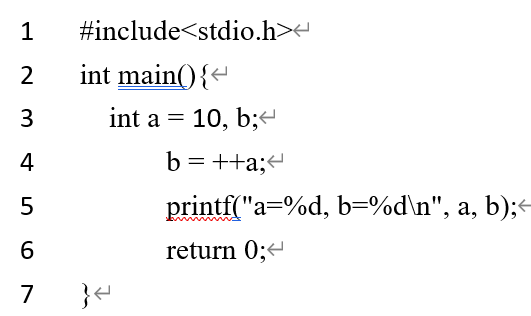 1 #include<stdio.h>↵
2 int main(){↵
3 int a = 10, b;↵
4 b = ++a;↵
5 printf("a=%d, b=%d\n", a, b);↵
6 return 0;↵
7 }↵